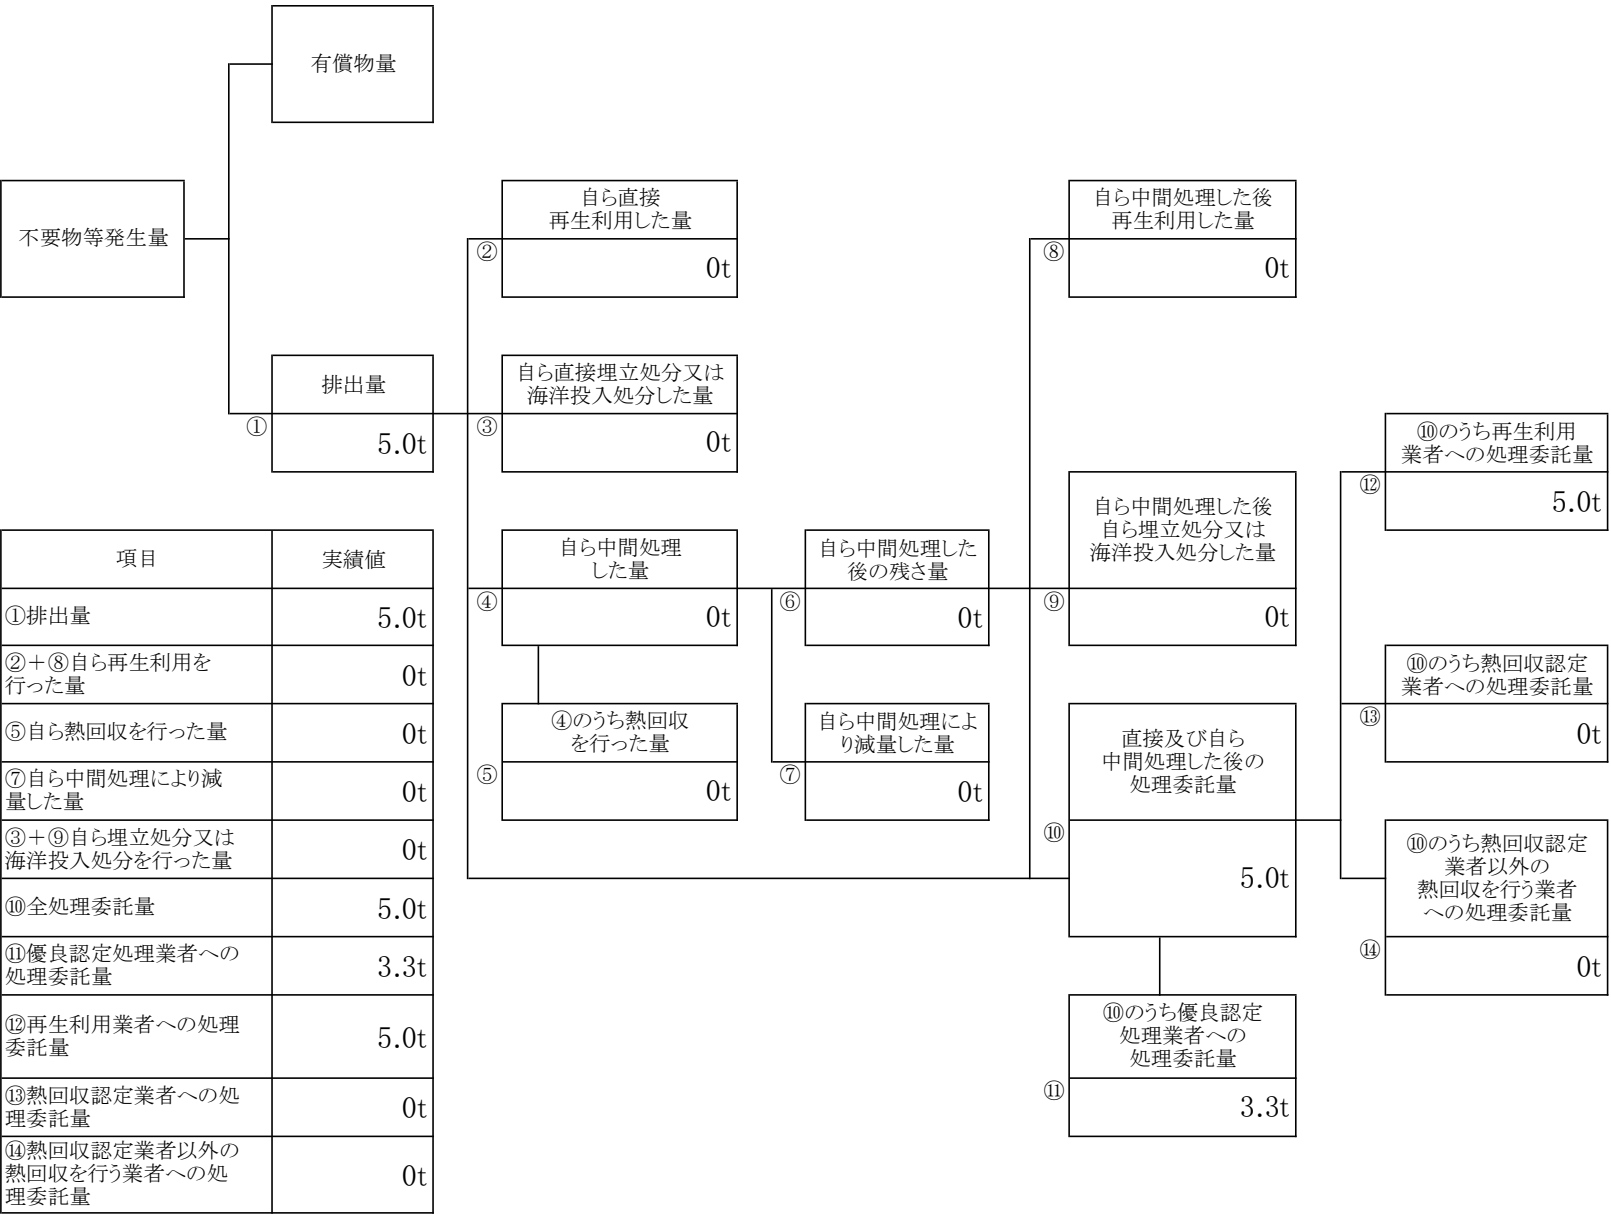 有償物量
不要物等発生量
自ら直接
再生利用した量
②
0t
自ら中間処理した後
再生利用した量
⑧
0t
排出量
①
5.0t
自ら直接埋立処分又は
海洋投入処分した量
③
0t
⑩のうち再生利用
業者への処理委託量
⑫
5.0t
自ら中間処理
した量
④
0t
自ら中間処理した
後の残さ量
⑥
0t
自ら中間処理した後
自ら埋立処分又は
海洋投入処分した量
⑨
0t
⑩のうち熱回収認定
業者への処理委託量
⑬
0t
④のうち熱回収
を行った量
⑤
0t
自ら中間処理によ
り減量した量
⑦
0t
直接及び自ら
中間処理した後の
処理委託量
⑩
5.0t
⑩のうち熱回収認定
業者以外の
熱回収を行う業者
への処理委託量
⑭
0t
⑩のうち優良認定
処理業者への
処理委託量
⑪
3.3t
項目
実績値
①排出量
5.0t
②＋⑧自ら再生利用を
行った量
0t
⑤自ら熱回収を行った量
0t
⑦自ら中間処理により減
量した量
0t
③＋⑨自ら埋立処分又は
海洋投入処分を行った量
0t
⑩全処理委託量
5.0t
⑪優良認定処理業者への
処理委託量
3.3t
⑫再生利用業者への処理
委託量
5.0t
⑬熱回収認定業者への処
理委託量
0t
⑭熱回収認定業者以外の
熱回収を行う業者への処
理委託量
0t